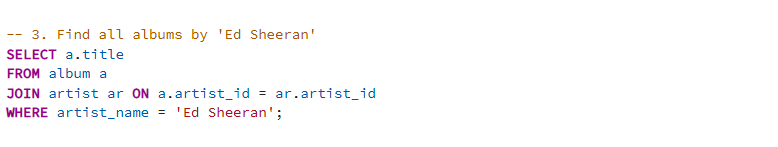 -- 3. Find all albums by 'Ed Sheeran'
SELECT a.title
FROM album a
JOIN artist ar ON a.artist_id = ar.artist_id
WHERE artist_name = 'Ed Sheeran';